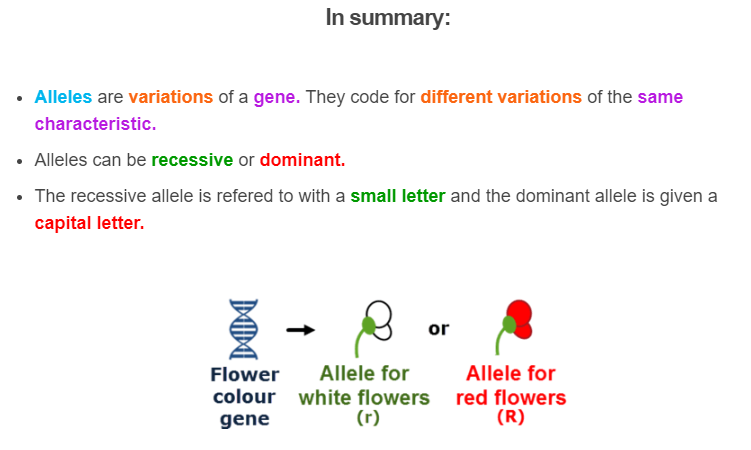 In summary:
• Alleles are variations of a gene. They code for different variations of the same
characteristic.
• Alleles can be recessive or dominant.
• The recessive allele is refered to with a small letter and the dominant allele is given a
capital letter.
or
Flower
colour
gene
Allele for
white flowers
(r)
Allele for
red flowers
(R)